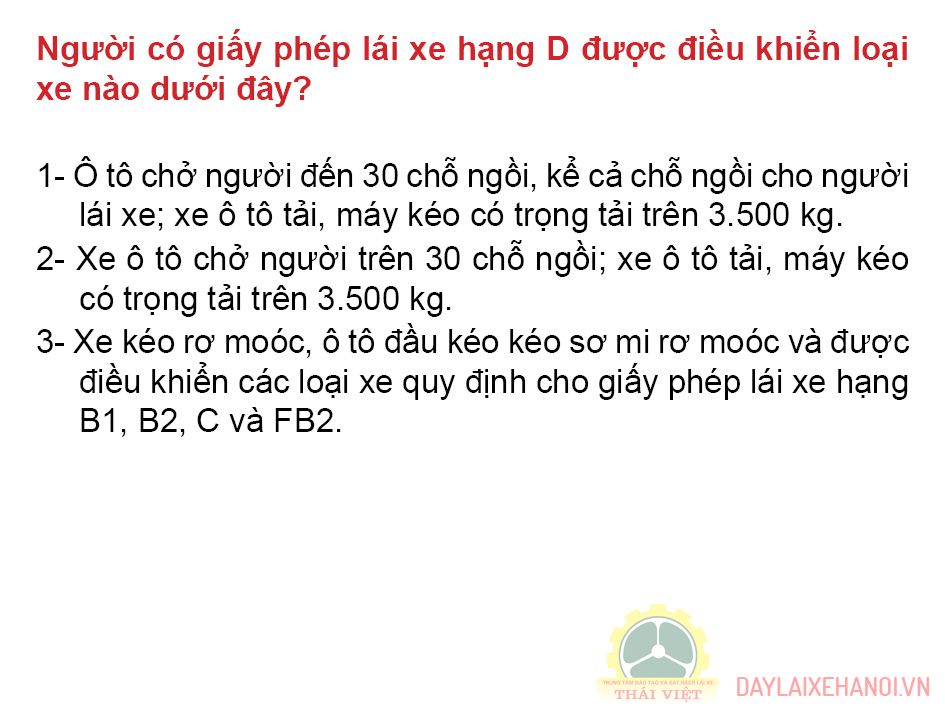 Người có giấy phép lái xe hạng D được điều khiển loại
xe nào dưới đây?
1- Ô tô chở người đến 30 chỗ ngồi, kể cả chỗ ngồi cho người
lái xe; xe ô tô tải, máy kéo có trọng tải trên 3.500 kg.
2- Xe ô tô chở người trên 30 chỗ ngồi; xe ô tô tải, máy kéo
có trọng tải trên 3.500 kg.
3- Xe kéo rơ moóc, ô tô đầu kéo kéo sơ mi rơ moóc và được
điều khiển các loại xe quy định cho giấy phép lái xe hạng
B1, B2, C và FB2.
TRUNG TÂM ĐÀO TẠO VÀ SÁT HẠCH LÁI XE
THÁI VIỆT
DAYLAIXEHANOI.VN